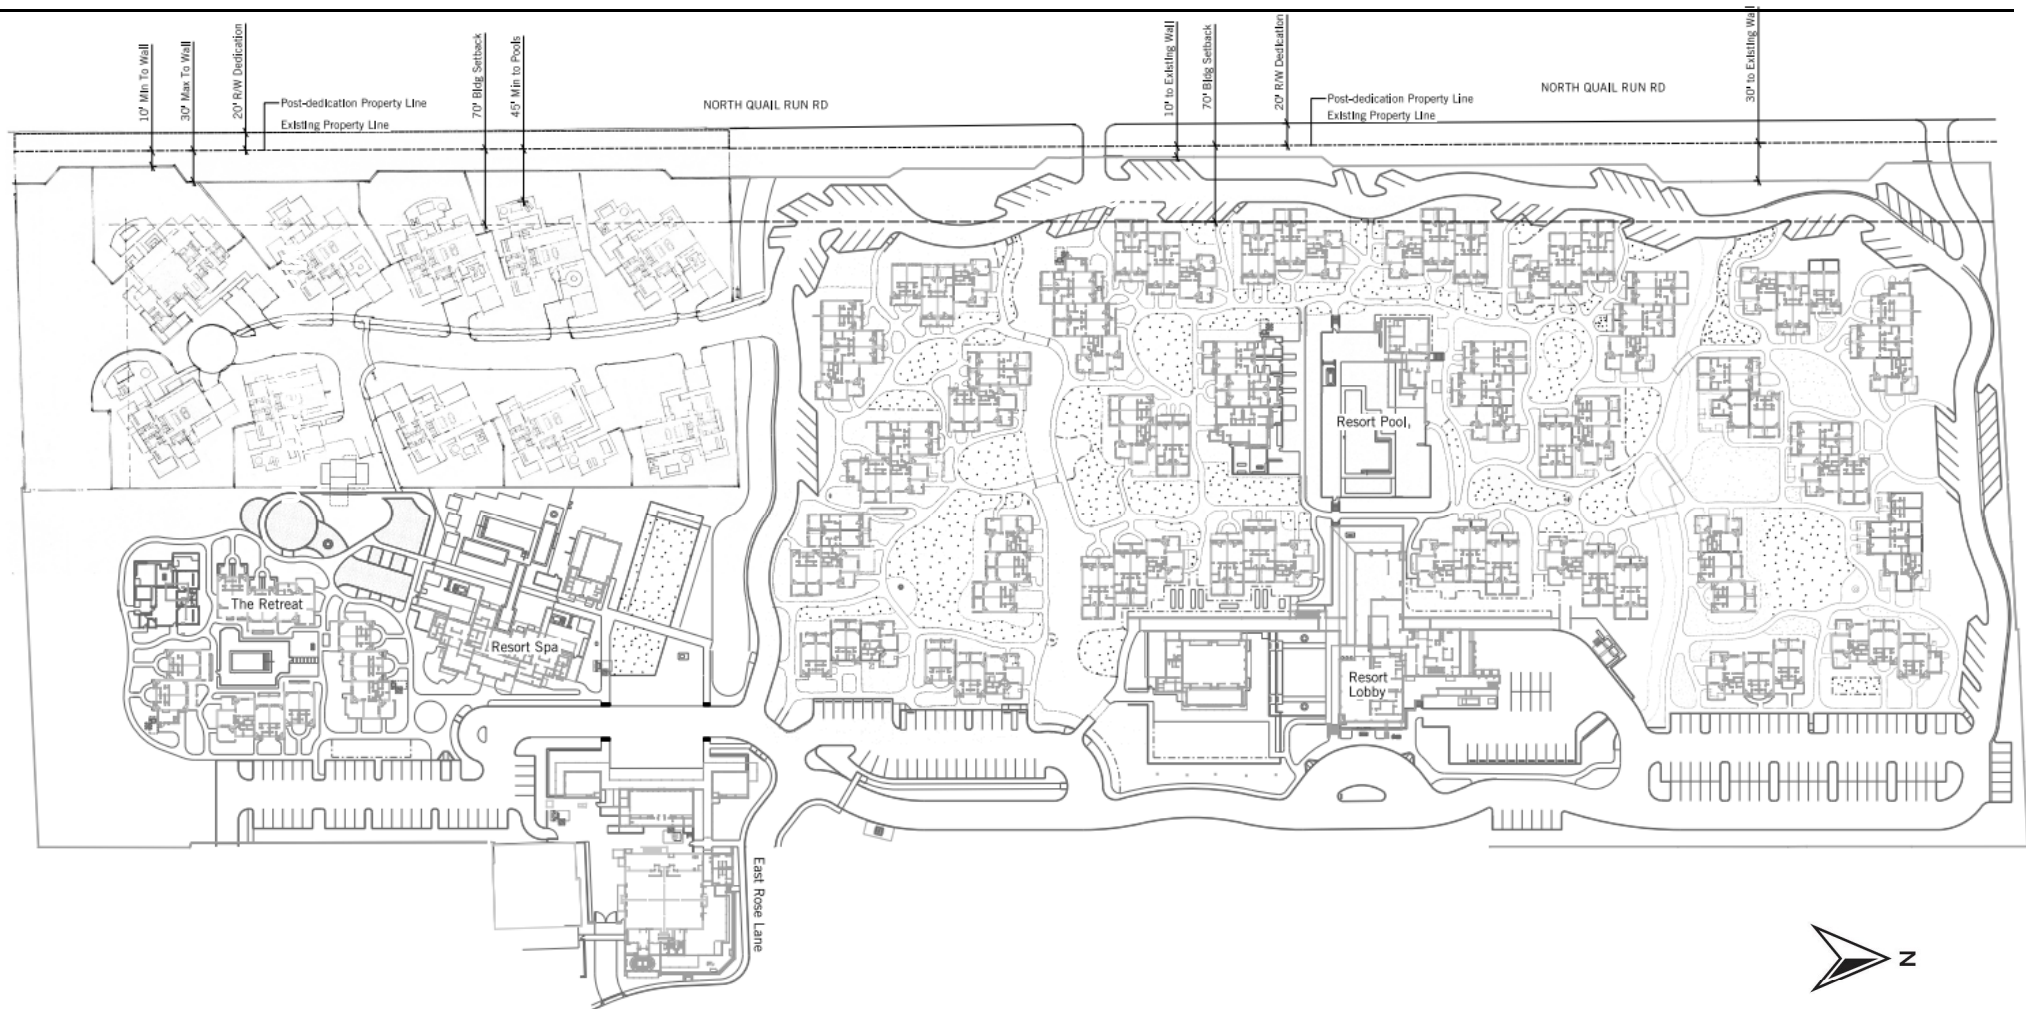 10' Min To Wall
30' Max To Wall
20' R/W Dedication
Post-dedication Property Line
Existing Property Line
70' Bldg Setback
45' Min to Pools
NORTH QUAIL RUN RD
10' to Existing Wall
70' Bldg Setback
20' R/W Dedication
Post-dedication Property Line
Existing Property Line
NORTH QUAIL RUN RD
30' to Existing Wall
Resort Pool
The Retreat
Resort Spa
Resort
Lobby
East Rose Lane
N